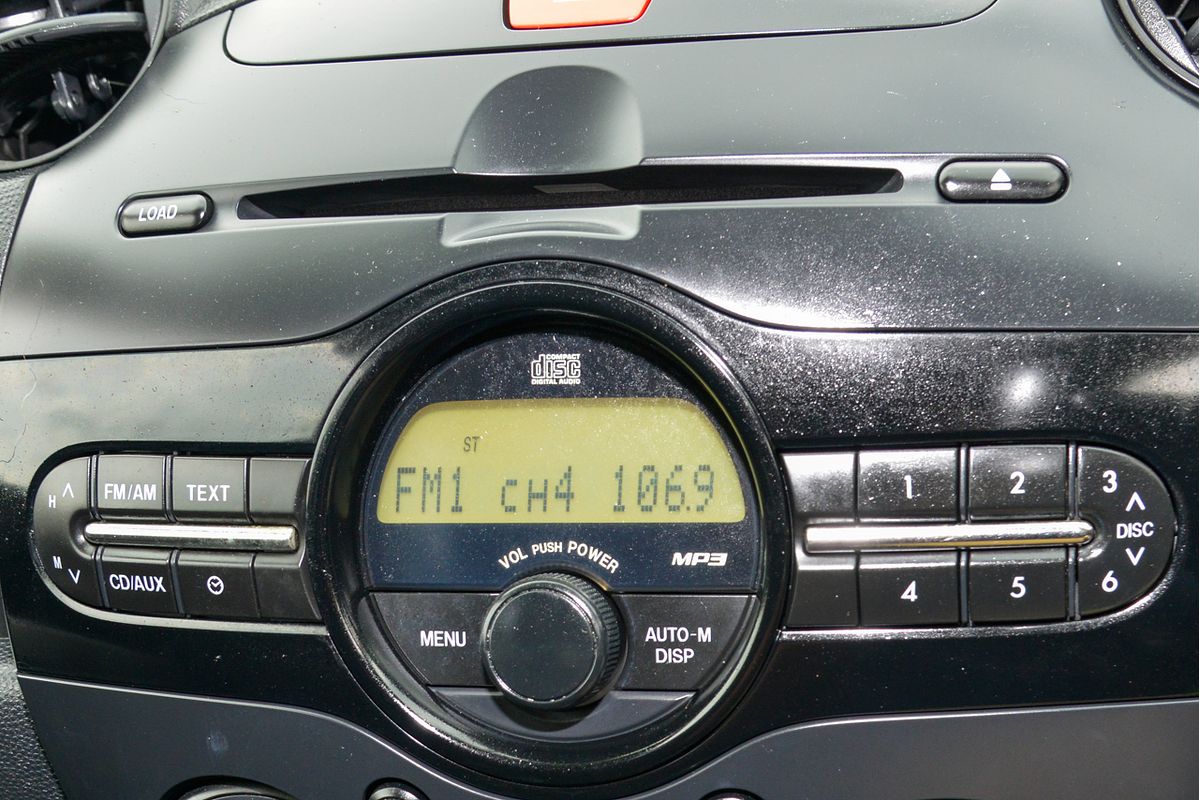 LOAD
COMPACT
disc
DIGITAL AUDIO
ST
FM1 CH4 106.9
H
FM/AM TEXT
M
CD/AUX
VOL PUSH POWER
MP3
MENU
AUTO-M
DISP
1 2 3
DISC
4 5 6